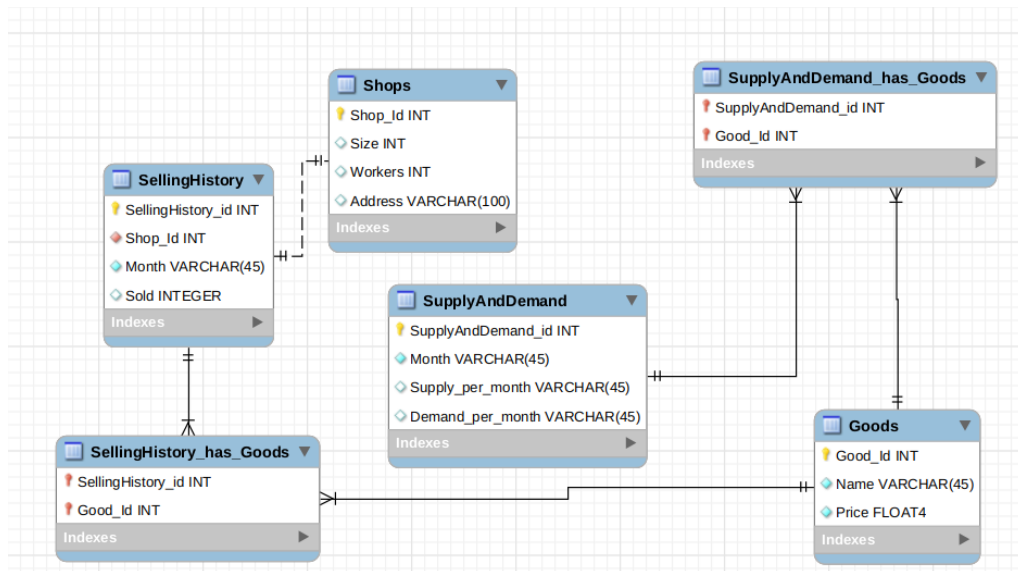 Shops
Shop_Id INT
Size INT
Workers INT
Address VARCHAR(100)
Indexes
SupplyAndDemand_has_Goods
SupplyAndDemand_id INT
Good_Id INT
Indexes
SellingHistory
SellingHistory_id INT
Shop_Id INT
Month VARCHAR(45)
Sold INTEGER
Indexes
SupplyAndDemand
SupplyAndDemand_id INT
Month VARCHAR(45)
Supply_per_month VARCHAR(45)
Demand_per_month VARCHAR(45)
Indexes
SellingHistory_has_Goods
SellingHistory_id INT
Good_Id INT
Indexes
Goods
Good_Id INT
Name VARCHAR(45)
Price FLOAT4
Indexes